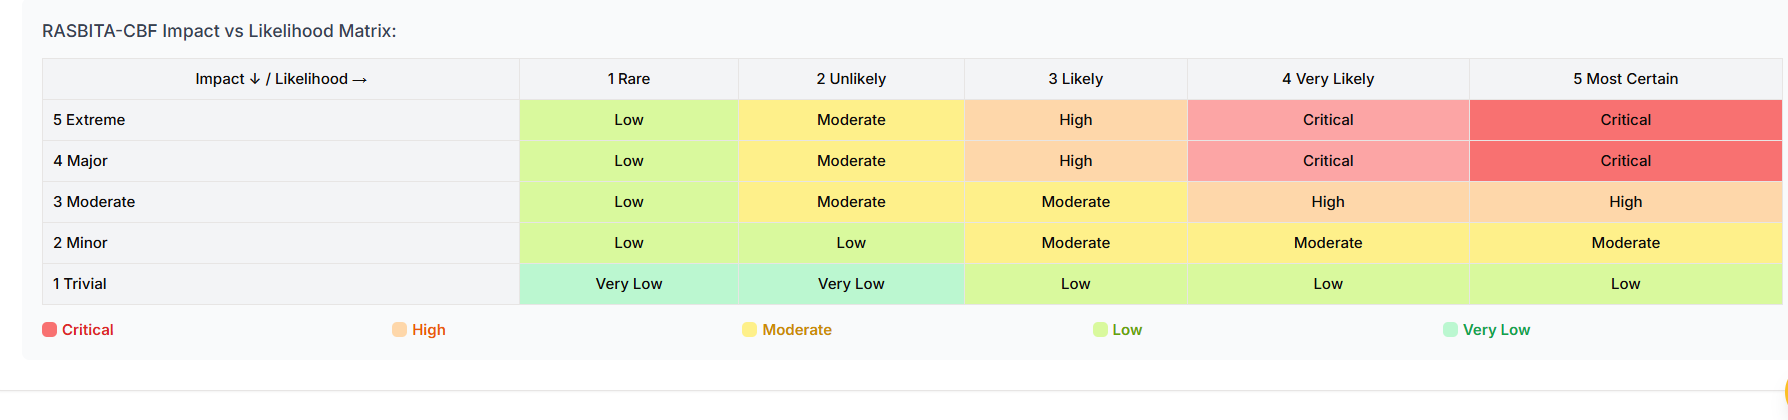 RASBITA-CBF Impact vs Likelihood Matrix:
Impact ↓ / Likelihood → 1 Rare 2 Unlikely 3 Likely 4 Very Likely 5 Most Certain
5 Extreme Low Moderate High Critical Critical
4 Major Low Moderate High Critical Critical
3 Moderate Low Moderate Moderate High High
2 Minor Low Low Moderate Moderate Moderate
1 Trivial Very Low Very Low Low Low Low
Critical High Moderate Low Very Low